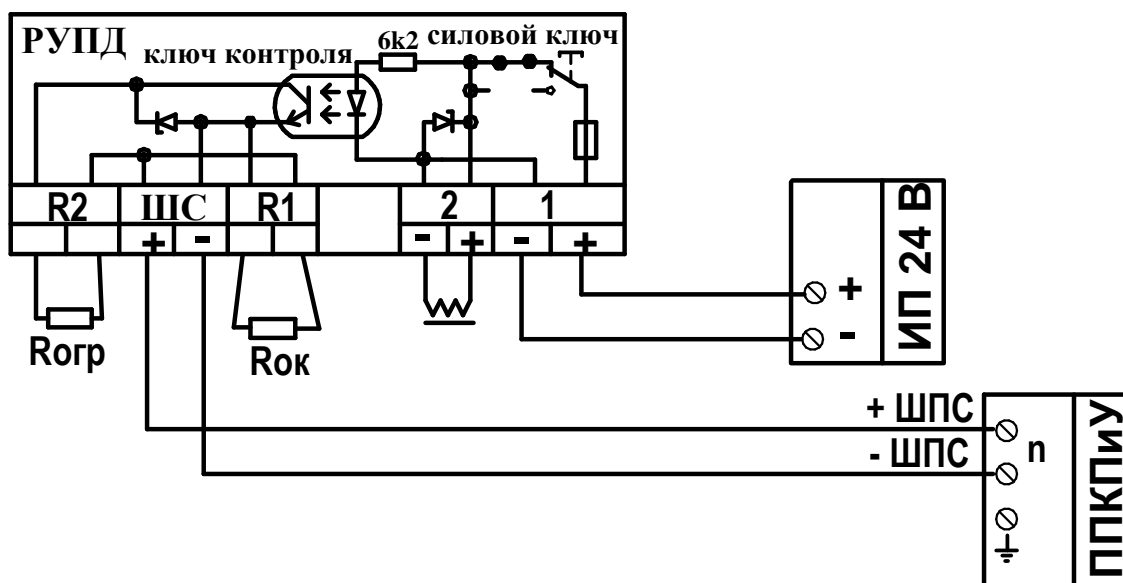 РУПД
ключ контроля
6k2
силовой ключ
R2
ШС
R1
2
1
+ -
- + - +
Rогр
Rок
+
-
ИП 24 В
+ ШПС
- ШПС
n
ППКПиУ